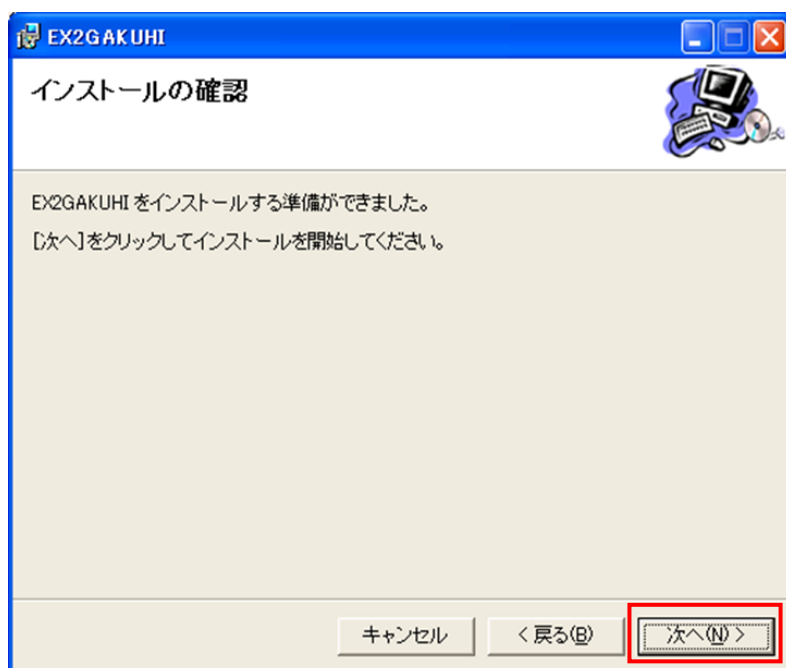 EX2GAKUHI
インストールの確認
EX2GAKUHI をインストールする準備ができました。
[次へ]をクリックしてインストールを開始してください。
キャンセル
< 戻る(B)
次へ(N) >